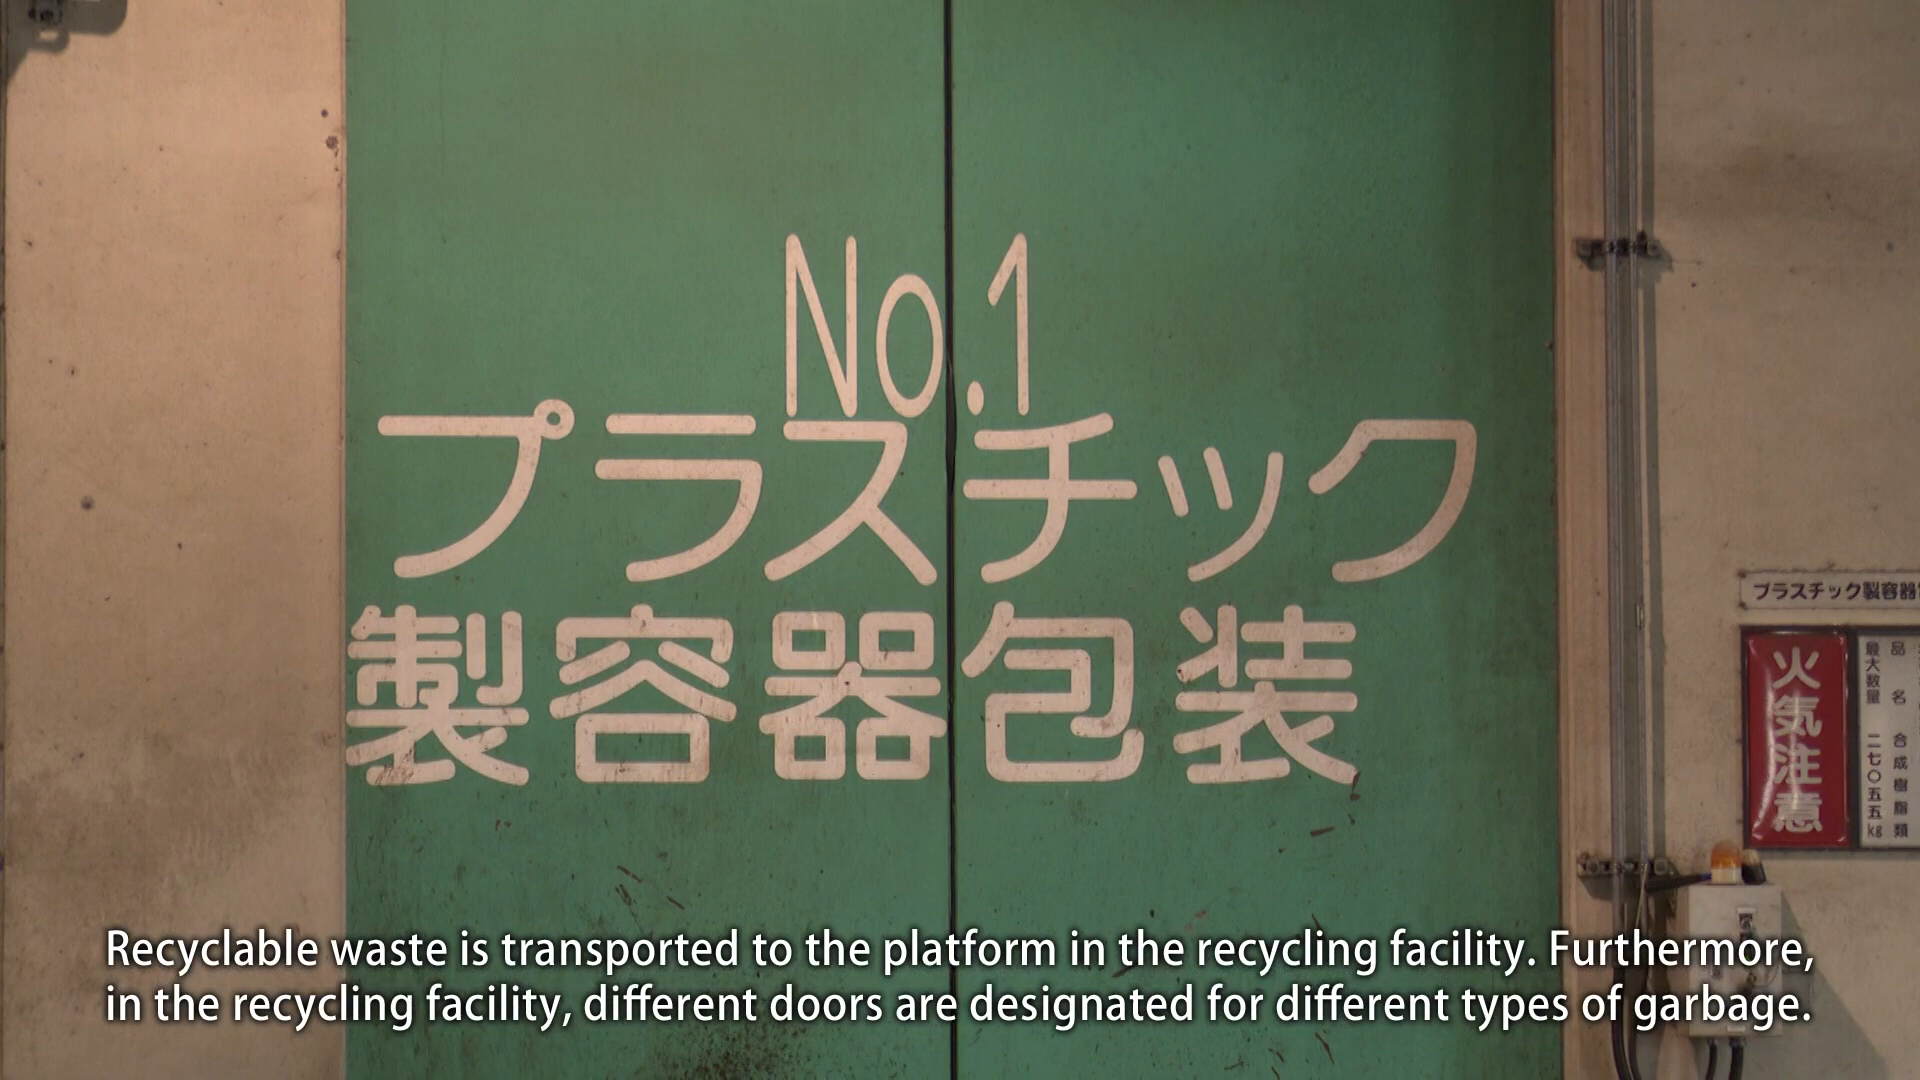 No.1
プラスチック
製容器包装
プラスチック製容器
火気注意
品名 合成樹脂類
最大数量 二七〇五五kg
Recyclable waste is transported to the platform in the recycling facility. Furthermore,
in the recycling facility, different doors are designated for different types of garbage.